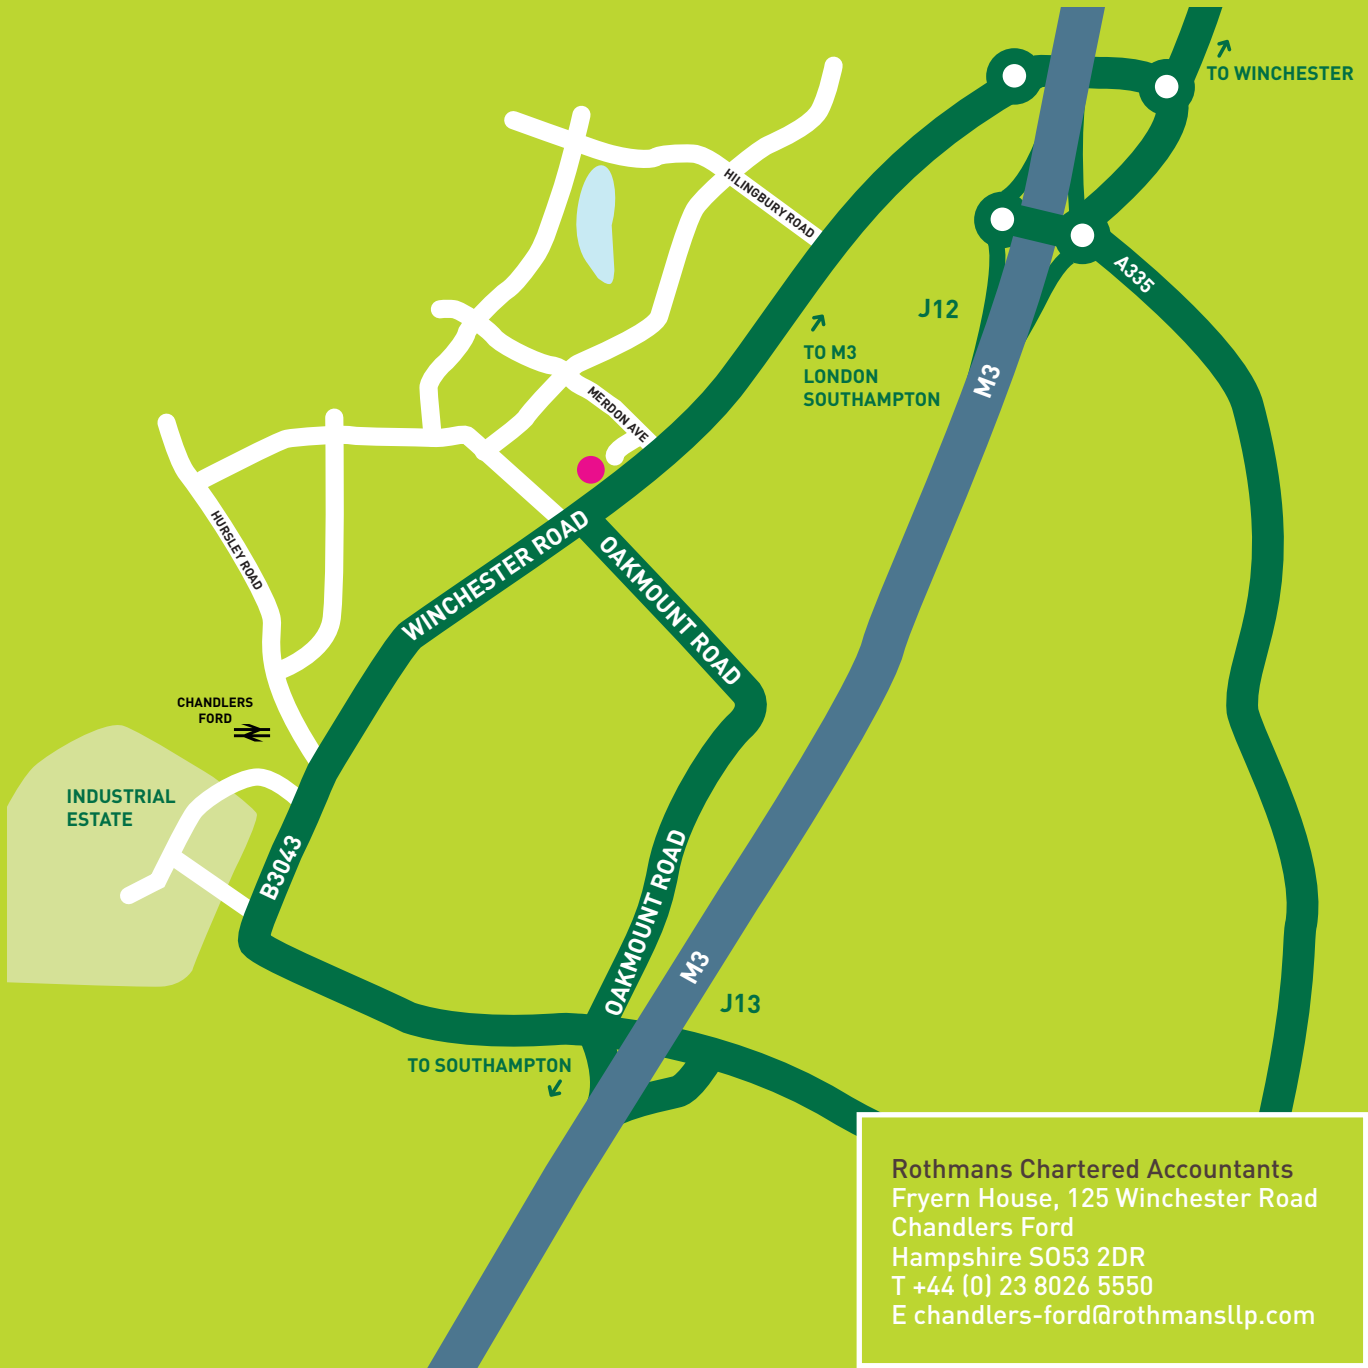 TO WINCHESTER
HILINGBURY ROAD
A335
J12
TO M3
LONDON
SOUTHAMPTON
M3
MERDON AVE
HURSLEY ROAD
WINCHESTER ROAD
OAKMOUNT ROAD
CHANDLERS
FORD
INDUSTRIAL
ESTATE
B3043
OAKMOUNT ROAD
M3
J13
TO SOUTHAMPTON
Rothmans Chartered Accountants
Fryern House, 125 Winchester Road
Chandlers Ford
Hampshire SO53 2DR
T +44 (0) 23 8026 5550
E chandlers-ford@rothmansllp.com